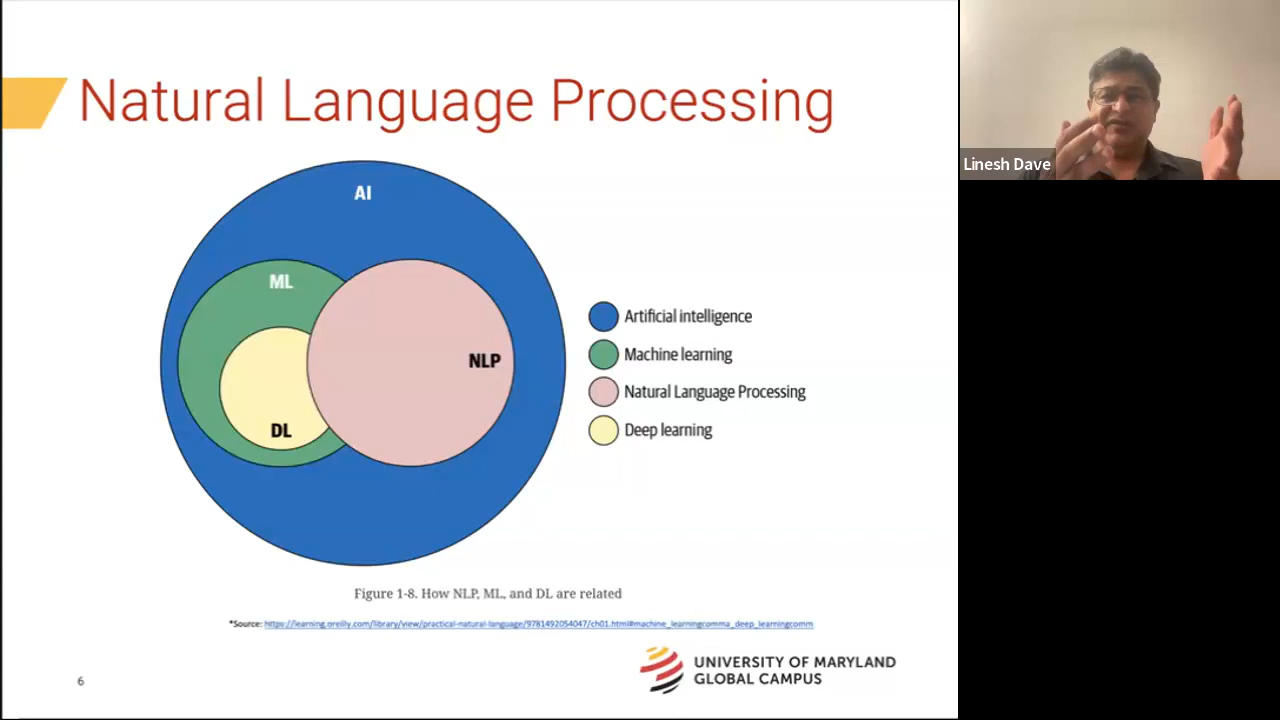 Natural Language Processing
AI
ML
NLP
DL
Artificial intelligence
Machine learning
Natural Language Processing
Deep learning
Figure 1-8. How NLP, ML, and DL are related
*Source: https://learning.oreilly.com/library/view/practical-natural-language/9781492054047/ch01.html#machine_learningcomma_deep_learningcomm
6
UNIVERSITY OF MARYLAND
GLOBAL CAMPUS
Linesh Dave